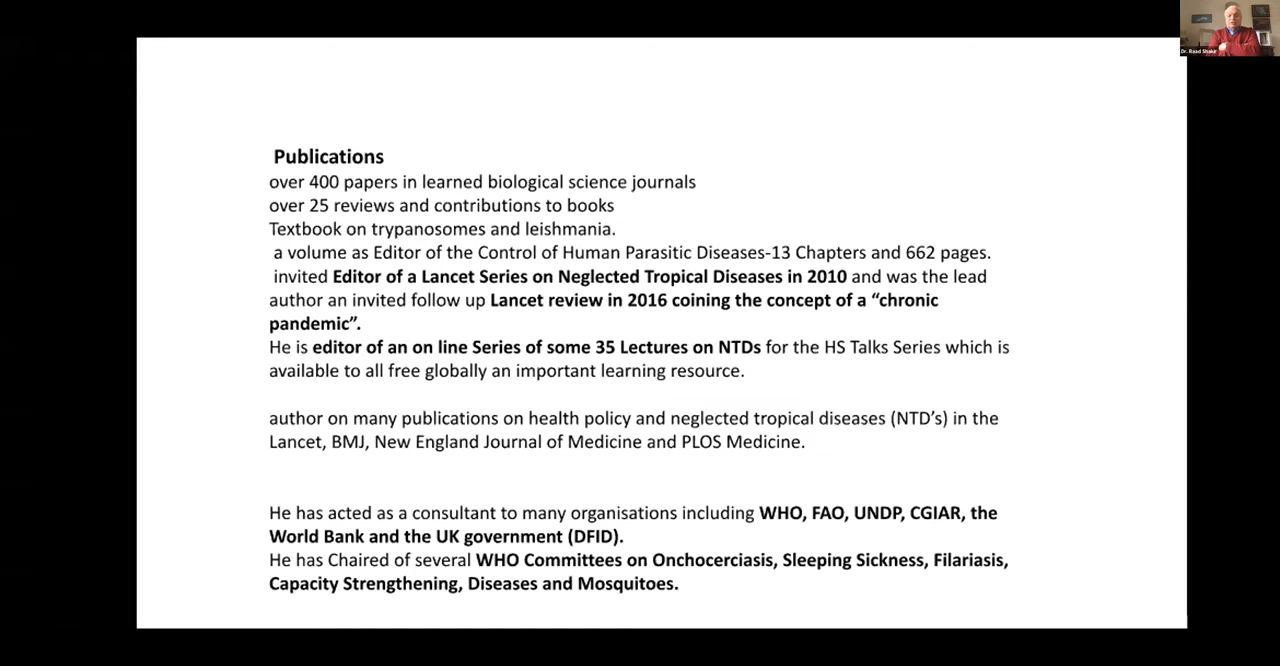 Dr. Raad Shakir
Publications
over 400 papers in learned biological science journals
over 25 reviews and contributions to books
Textbook on trypanosomes and leishmania.
a volume as Editor of the Control of Human Parasitic Diseases-13 Chapters and 662 pages.
invited Editor of a Lancet Series on Neglected Tropical Diseases in 2010 and was the lead
author an invited follow up Lancet review in 2016 coining the concept of a “chronic
pandemic”.
He is editor of an on line Series of some 35 Lectures on NTDs for the HS Talks Series which is
available to all free globally an important learning resource.
author on many publications on health policy and neglected tropical diseases (NTD’s) in the
Lancet, BMJ, New England Journal of Medicine and PLOS Medicine.
He has acted as a consultant to many organisations including WHO, FAO, UNDP, CGIAR, the
World Bank and the UK government (DFID).
He has Chaired of several WHO Committees on Onchocerciasis, Sleeping Sickness, Filariasis,
Capacity Strengthening, Diseases and Mosquitoes.